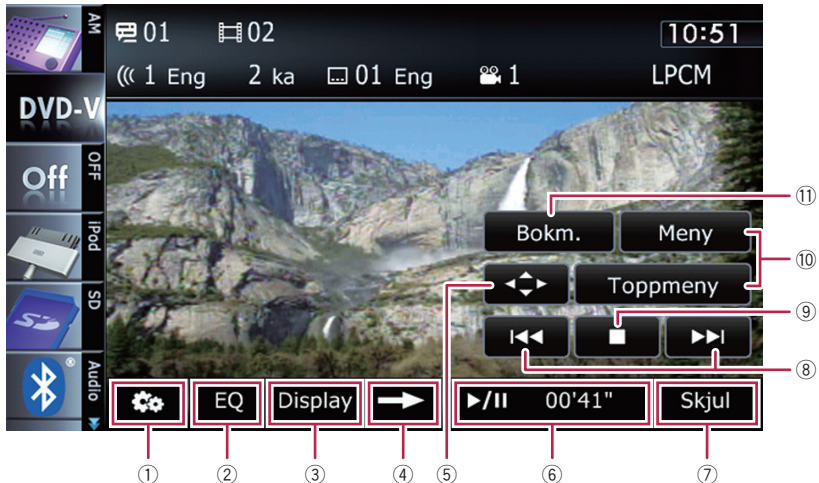 AM
01 02 10:51
1 Eng 2 ka 01 Eng 1 LPCM
DVD-V
Off OFF
iPod
SD
SD
Audio
Bokm. Meny
Toppmeny
EQ Display 00'41" Skjul
⑪
⑩
⑨
⑧
① ② ③ ④ ⑤ ⑥ ⑦